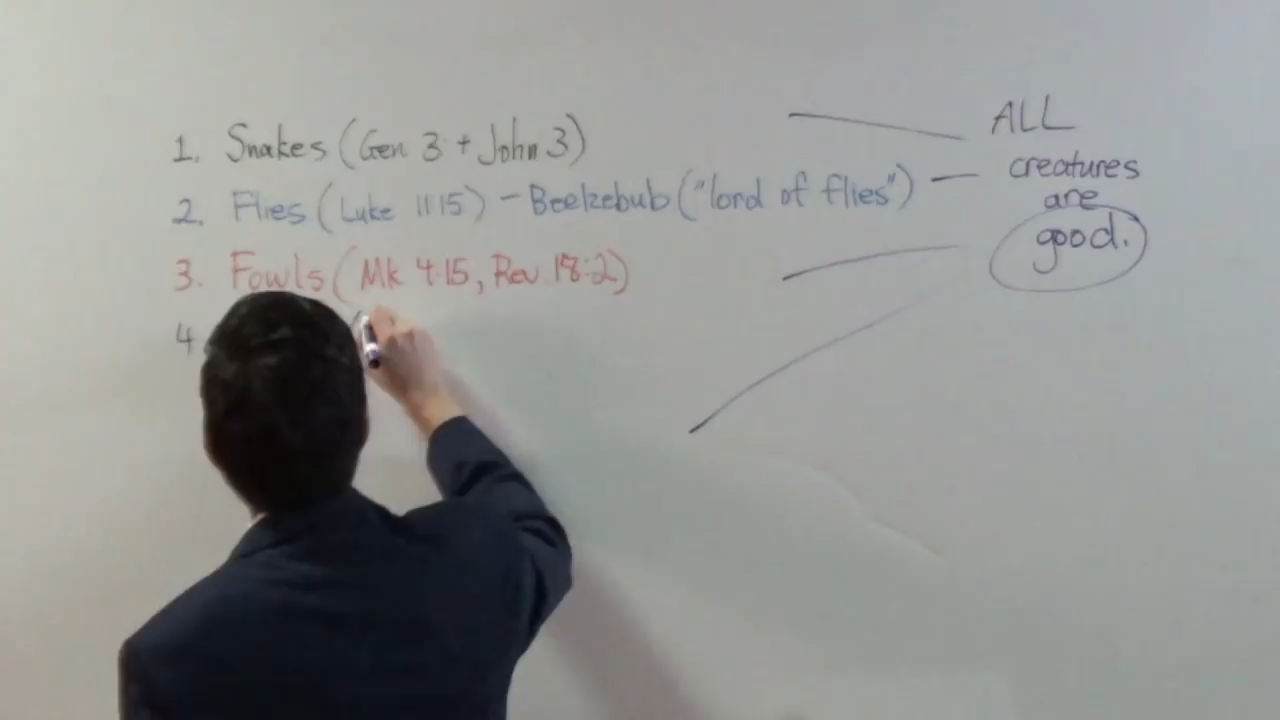 1. Snakes (Gen 3 + John 3)
2. Flies (Luke 11:15) - Beelzebub ("lord of flies")
3. Fowls (Mk 4:15, Rev. 18:2)
4
ALL
creatures
are
good.